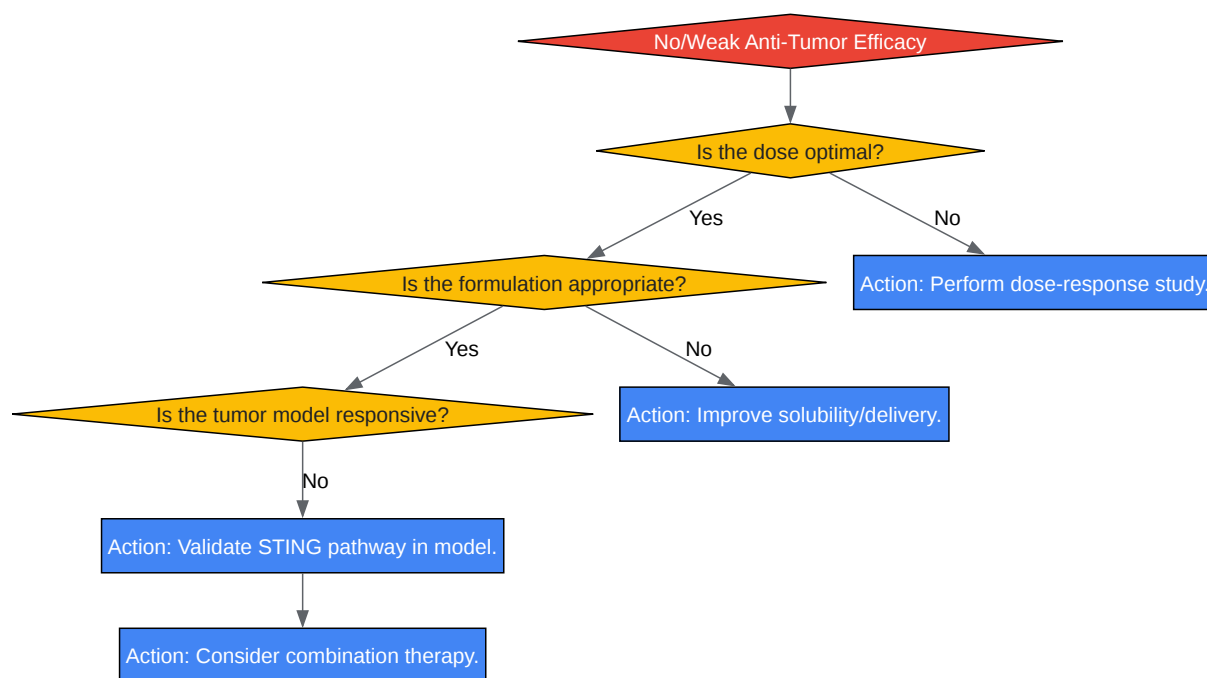 No/Weak Anti-Tumor Efficacy
Is the dose optimal?
Yes
No
Is the formulation appropriate?
Action: Perform dose-response study.
Yes
No
Is the tumor model responsive?
Action: Improve solubility/delivery.
No
Action: Validate STING pathway in model.
Action: Consider combination therapy.